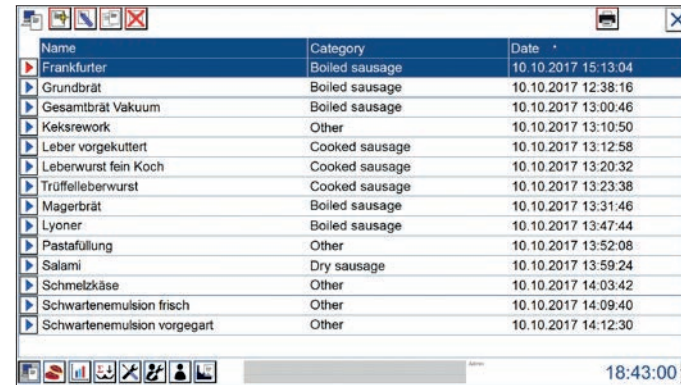 Name Category Date
Frankfurter Boiled sausage 10.10.2017 15:13:04
Grundbrät Boiled sausage 10.10.2017 12:38:16
Gesamtbrät Vakuum Boiled sausage 10.10.2017 13:00:46
Keksrework Other 10.10.2017 13:10:50
Leber vorgekuttert Cooked sausage 10.10.2017 13:12:58
Leberwurst fein Koch Cooked sausage 10.10.2017 13:20:32
Trüffelleberwurst Cooked sausage 10.10.2017 13:23:38
Magerbrät Boiled sausage 10.10.2017 13:31:46
Lyoner Boiled sausage 10.10.2017 13:47:44
Pastafüllung Other 10.10.2017 13:52:08
Salami Dry sausage 10.10.2017 13:59:24
Schmelzkäse Other 10.10.2017 14:03:42
Schwartenemulsion frisch Other 10.10.2017 14:09:40
Schwartenemulsion vorgegart Other 10.10.2017 14:12:30
18:43:00